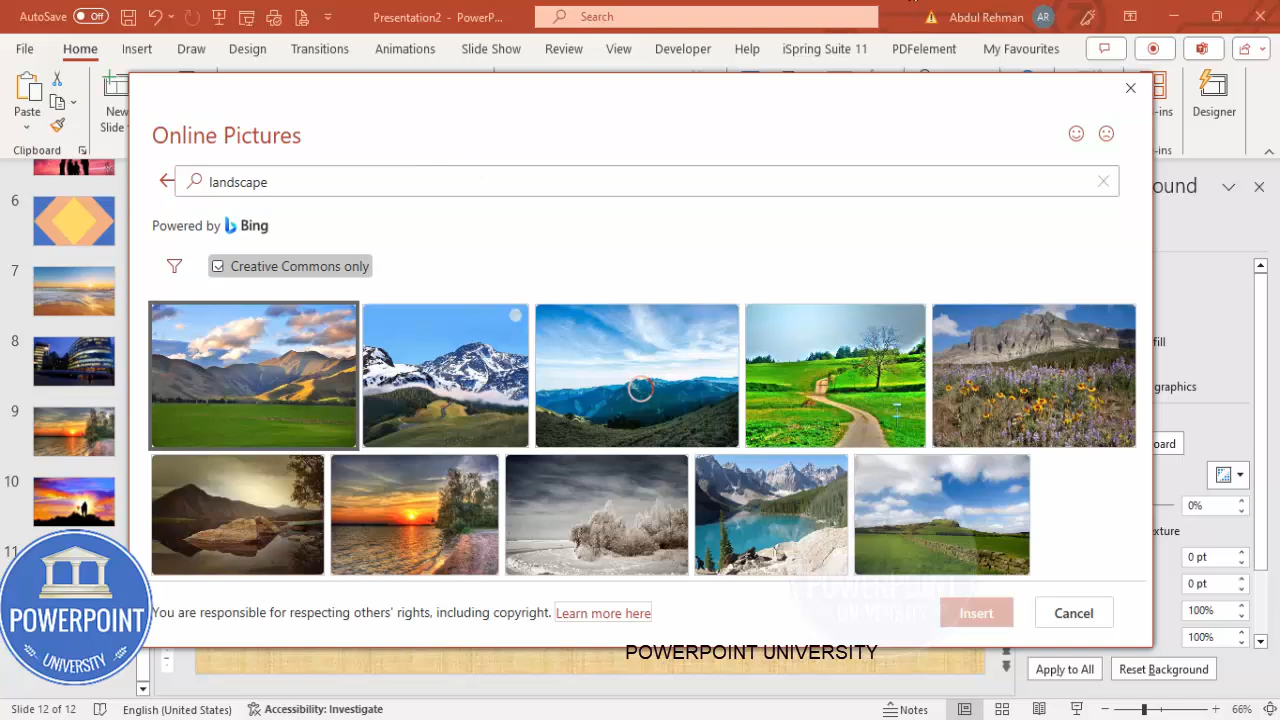 AutoSave Off Presentation2 - PowerP... Search Abdul Rehman AR
File Home Insert Draw Design Transitions Animations Slide Show Review View Developer Help iSpring Suite 11 PDFelement My Favourites
Paste
New
Slide
Designer
Clipboard
Online Pictures
landscape
Powered by Bing
Creative Commons only
ound
6
7
8
9
10
11
fill
graphics
oard
0%
xture
0 pt
0 pt
100%
100%
You are responsible for respecting others' rights, including copyright. Learn more here
Insert Cancel
POWERPOINT
UNIVERSITY
POWERPOINT
UNIVERSITY
POWERPOINT UNIVERSITY
Apply to All Reset Background
Slide 12 of 12 English (United States) Accessibility: Investigate Notes 66%